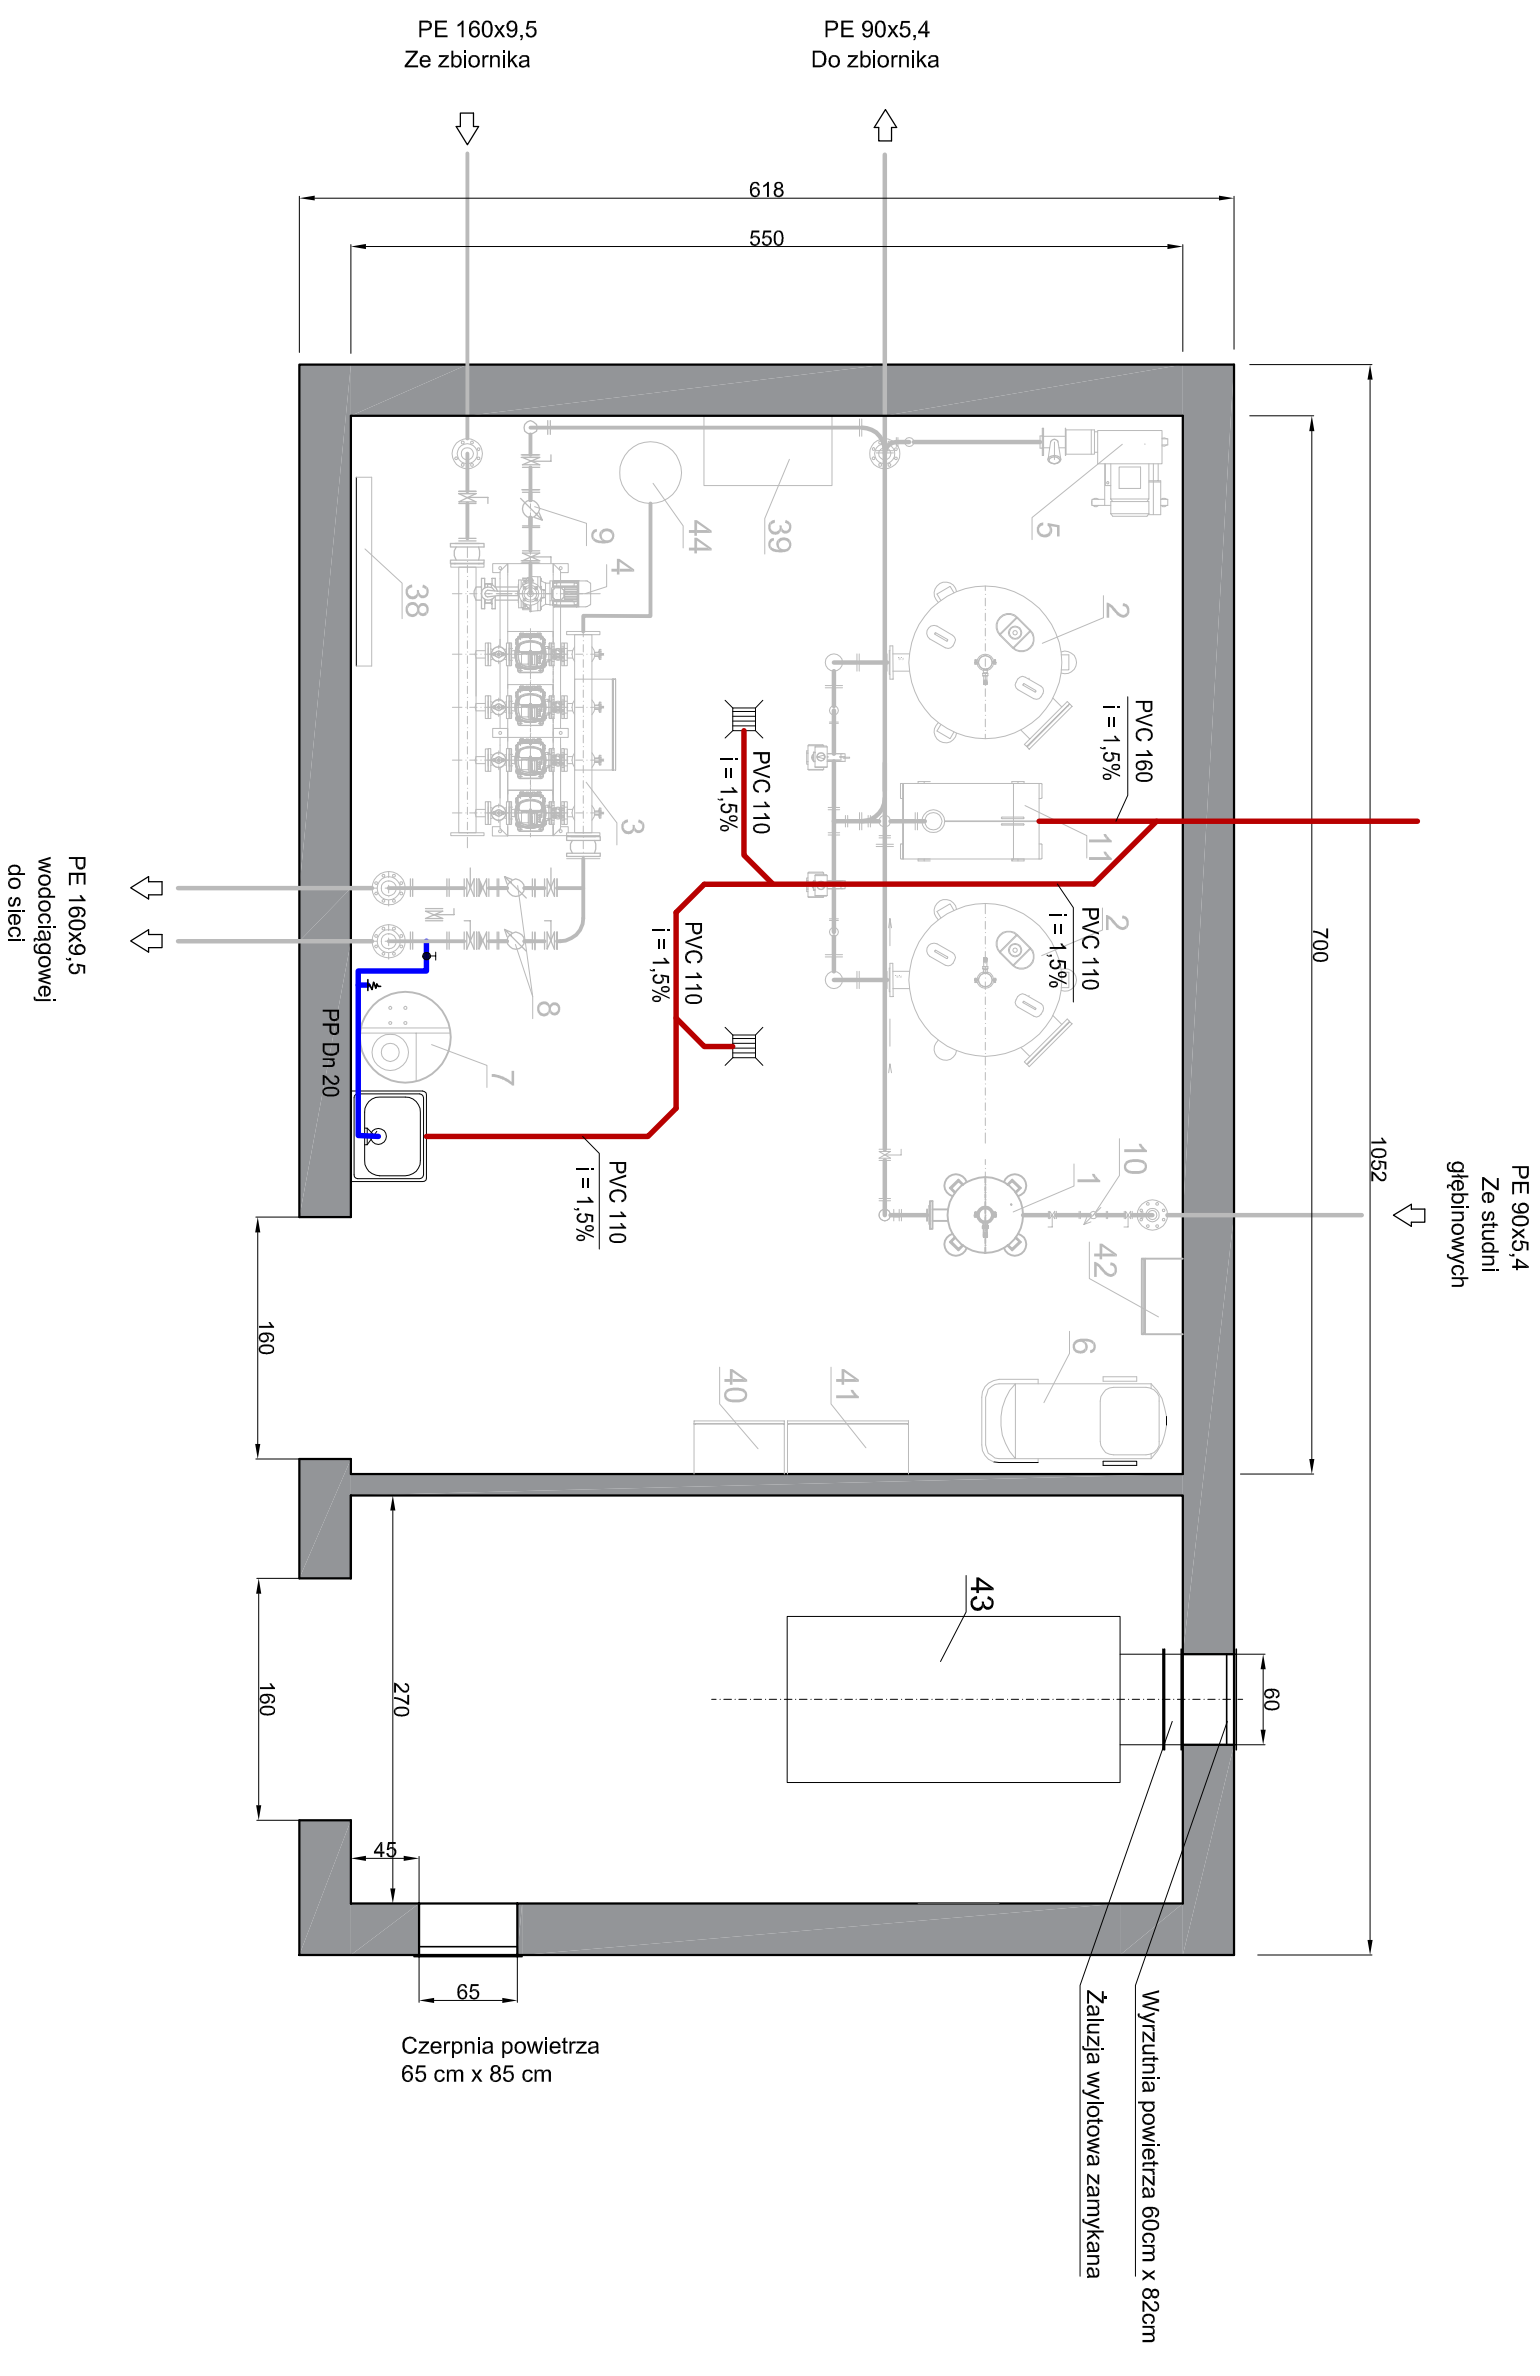 PE 160x9,5
Ze zbiornika
PE 90x5,4
Do zbiornika
618
550
5
2
44
39
9
4
38
PVC 160
i = 1,5%
PVC 110
i = 1,5%
3
11
2
PVC 110
i = 1,5%
PVC 110
i = 1,5%
700
PE 160x9,5
wodociągowej
do sieci
8
7
PP Dn 20
10
1
1052
PE 90x5,4
Ze studni
głębinowych
PVC 110
i = 1,5%
42
160
6
40
41
43
60
160
270
45
65
Czerpnia powietrza
65 cm x 85 cm
Wyrzutnia powietrza 60cm x 82cm
Żaluzja wylotowa zamykana